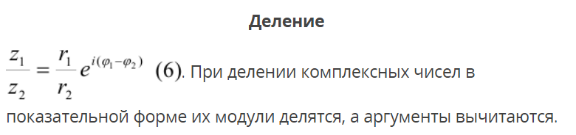 Деление
z₁/z₂ = r₁/r₂ e^{i(φ₁−φ₂)} (6). При делении комплексных чисел в
показательной форме их модули делятся, а аргументы вычитаются.